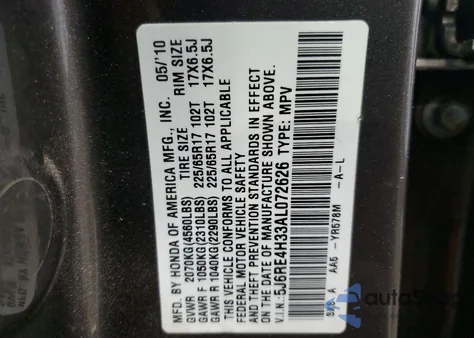 MFD. BY HONDA OF AMERICA MFG., INC. 05/'10
TIRE SIZE RIM SIZE
GVWR 2070KG(4560LBS)
GAWR F 1050KG(2310LBS) 225/65R17 102T 17X6.5J
GAWR R 1040KG(2290LBS) 225/65R17 102T 17X6.5J
THIS VEHICLE CONFORMS TO ALL APPLICABLE
FEDERAL MOTOR VEHICLE SAFETY
AND THEFT PREVENTION STANDARDS IN EFFECT
ON THE DATE OF MANUFACTURE SHOWN ABOVE.
V.I.N.: 5J6RE4H33AL072626 TYPE: MPV
A AA6 -YR578M -A-L